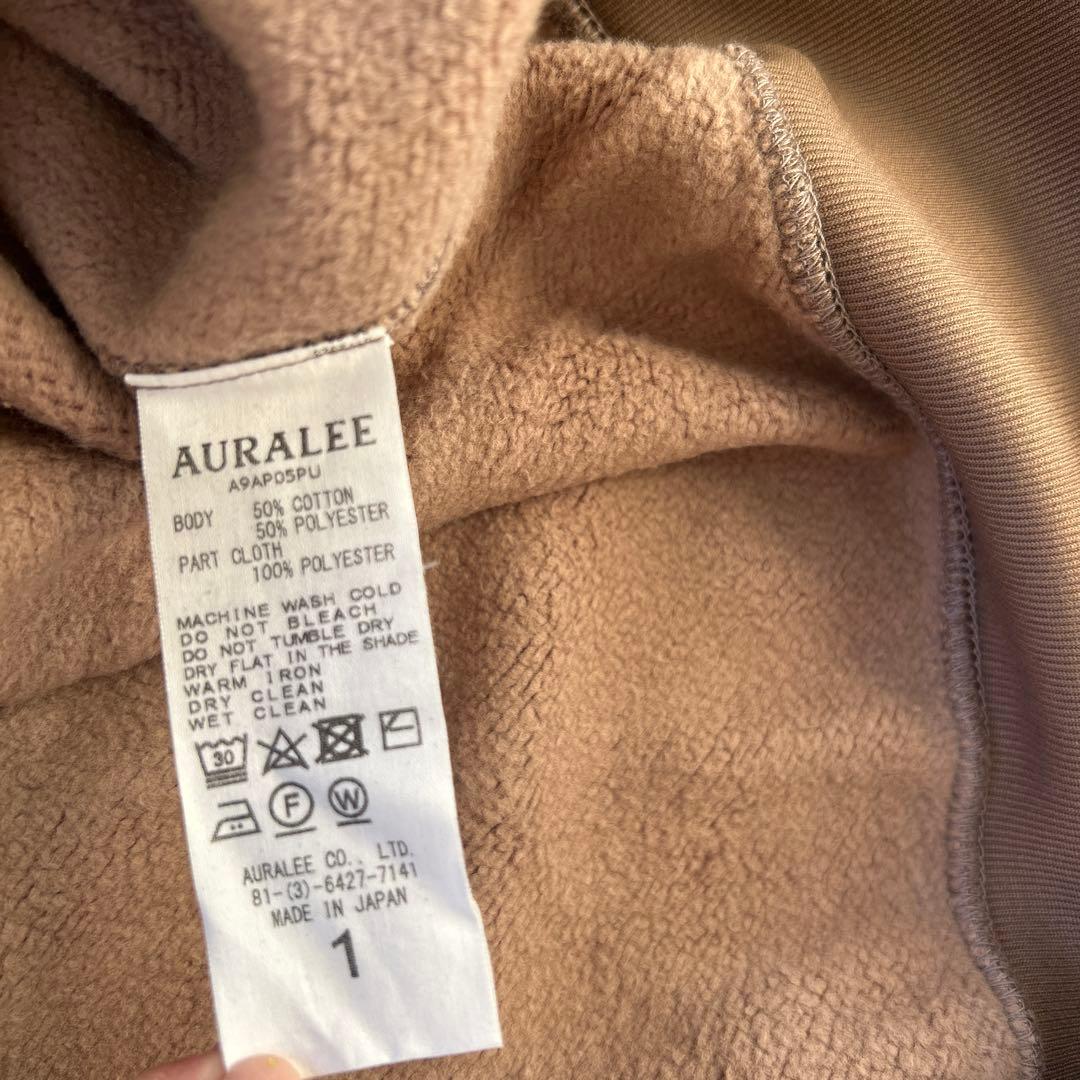 AURALEE
A9AP05PU
BODY 50% COTTON
50% POLYESTER
PART CLOTH
100% POLYESTER
MACHINE WASH COLD
DO NOT BLEACH
DO NOT TUMBLE DRY
DRY FLAT IN THE SHADE
WARM IRON
DRY CLEAN
WET CLEAN
30
F W
AURALEE CO., LTD.
81-(3)-6427-7141
MADE IN JAPAN
1